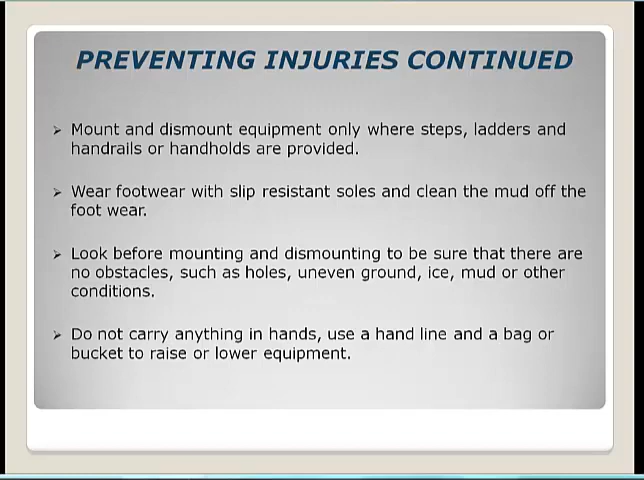 PREVENTING INJURIES CONTINUED
➢ Mount and dismount equipment only where steps, ladders and
handrails or handholds are provided.
➢ Wear footwear with slip resistant soles and clean the mud off the
foot wear.
➢ Look before mounting and dismounting to be sure that there are
no obstacles, such as holes, uneven ground, ice, mud or other
conditions.
➢ Do not carry anything in hands, use a hand line and a bag or
bucket to raise or lower equipment.